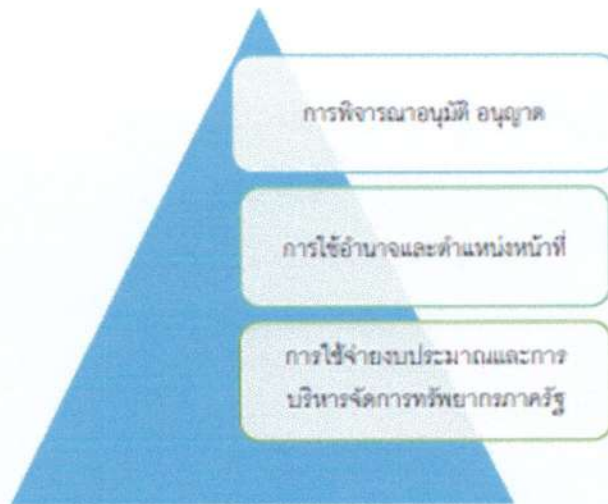 การพิจารณาอนุมัติ อนุญาต
การใช้อำนาจและตำแหน่งหน้าที่
การใช้จ่ายงบประมาณและการ
บริหารจัดการทรัพยากรภาครัฐ